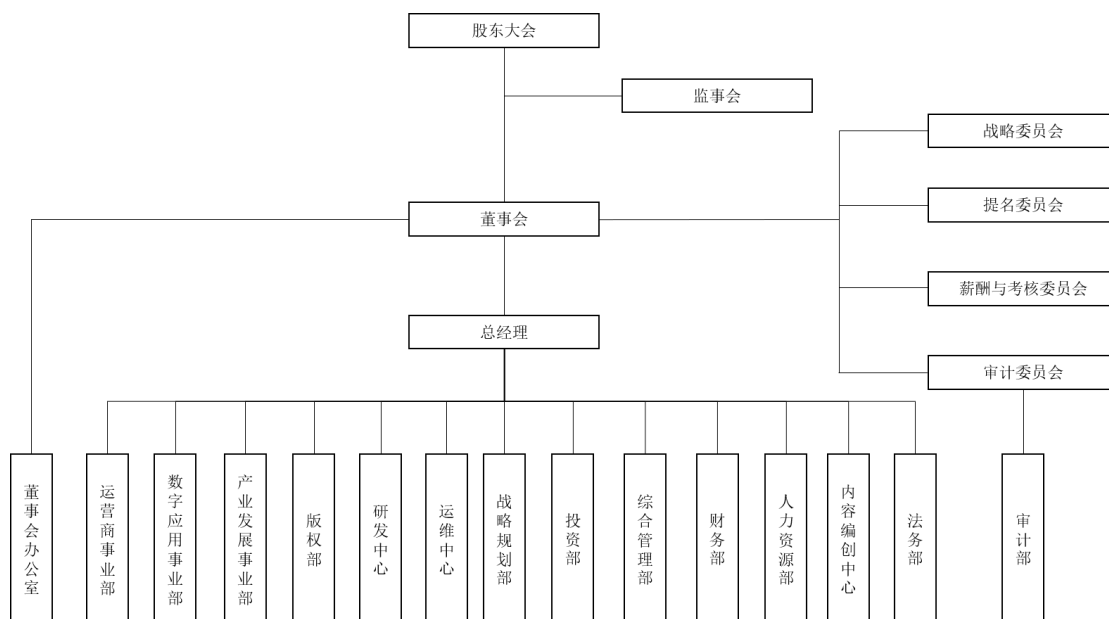 股东大会
监事会
战略委员会
提名委员会
董事会
薪酬与考核委员会
总经理
审计委员会
董事会办公室
运营商事业部
数字应用事业部
产业发展事业部
版权部
研发中心
运维中心
战略规划部
投资部
综合管理部
财务部
人力资源部
内容编创中心
法务部
审计部